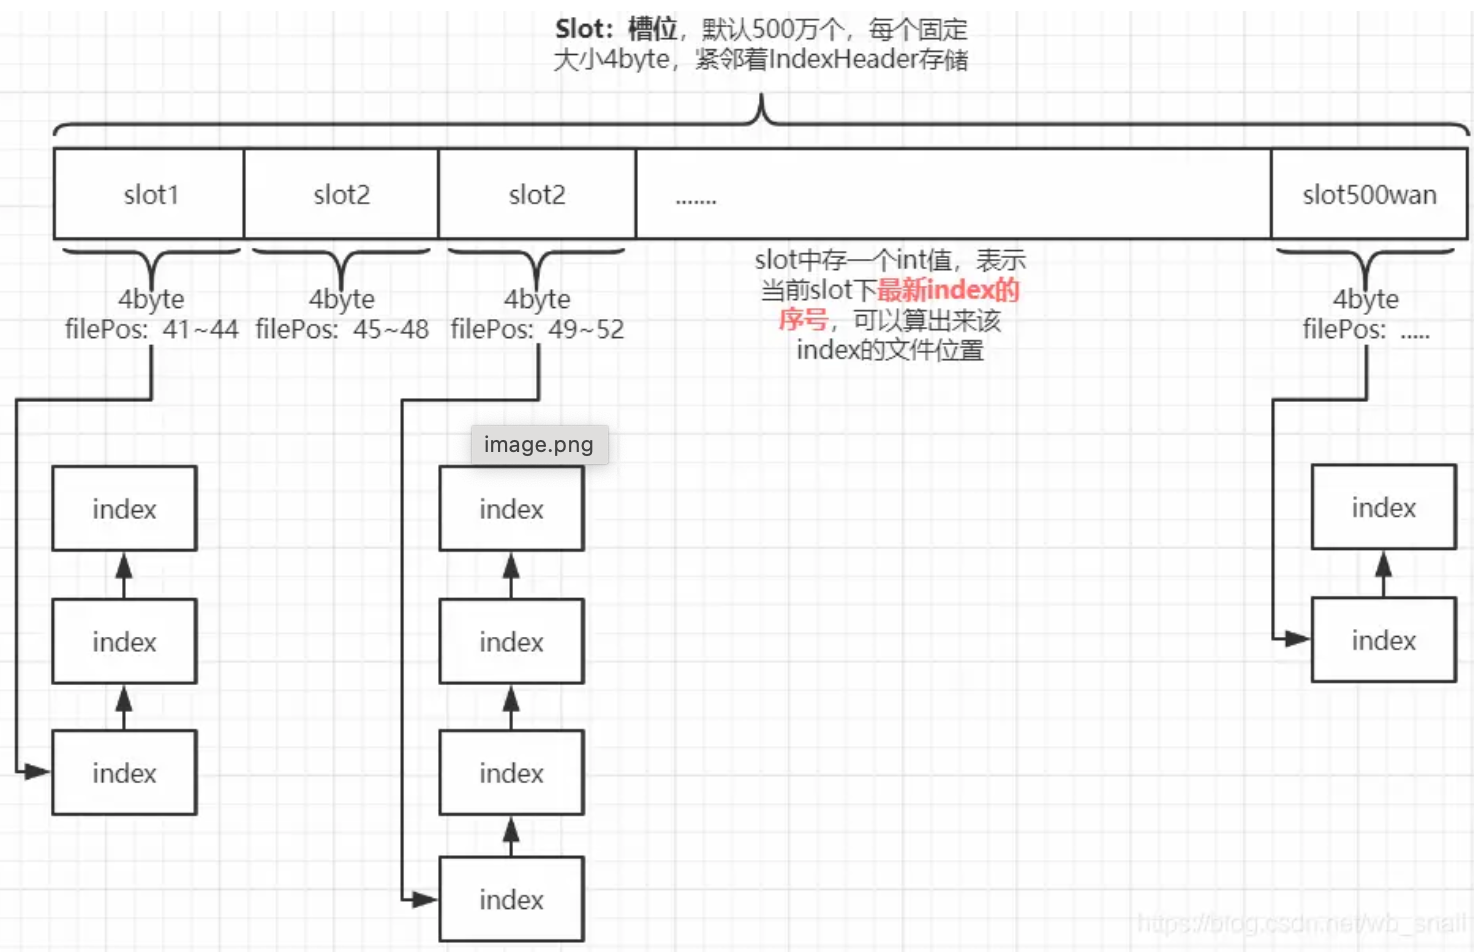 Slot：槽位，默认500万个，每个固定
大小4byte，紧邻着IndexHeader存储
slot1
slot2
slot2
.......
slot500wan
4byte
filePos：41~44
4byte
filePos：45~48
4byte
filePos：49~52
slot中存一个int值，表示
当前slot下最新index的
序号，可以算出来该
index的文件位置
4byte
filePos：.....
image.png
index
index
index
index
index
index
index
index
index
https://blog.csdn.net/wb_snail